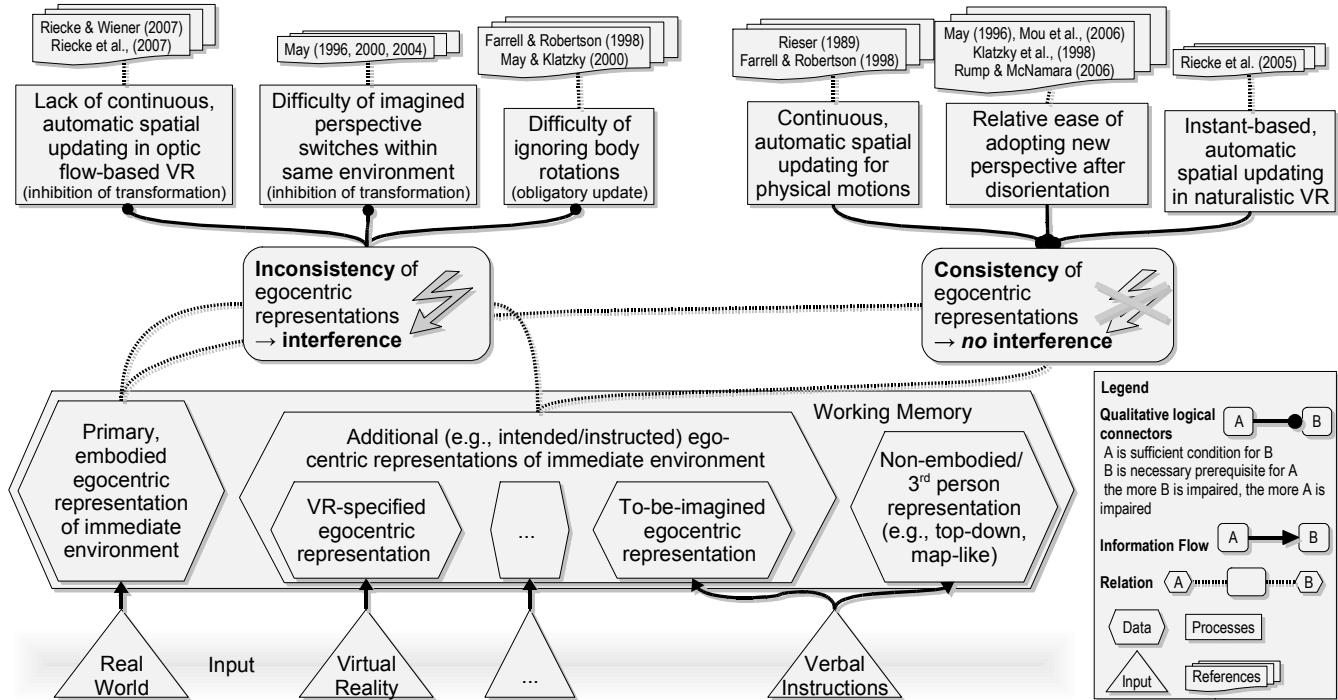 Riecke & Wiener (2007)
Riecke et al., (2007)
May (1996, 2000, 2004)
Farrell & Robertson (1998)
May & Klatzky (2000)
Rieser (1989)
Farrell & Robertson (1998)
May (1996), Mou et al., (2006)
Klatzky et al., (1998)
Rump & McNamara (2006)
Riecke et al. (2005)
Lack of continuous,
automatic spatial
updating in optic
flow-based VR
(inhibition of transformation)
Difficulty of imagined
perspective
switches within
same environment
(inhibition of transformation)
Difficulty of
ignoring body
rotations
(obligatory update)
Continuous,
automatic spatial
updating for
physical motions
Relative ease of
adopting new
perspective after
disorientation
Instant-based,
automatic
spatial updating
in naturalistic VR
Inconsistency of
egocentric
representations
→ interference
Consistency of
egocentric
representations
→ no interference
Working Memory
Primary,
embodied
egocentric
representation
of immediate
environment
Additional (e.g., intended/instructed) ego-
centric representations of immediate environment
VR-specified
egocentric
representation
...
To-be-imagined
egocentric
representation
Non-embodied/
3rd person
representation
(e.g., top-down,
map-like)
Real
World
Input
Virtual
Reality
...
Verbal
Instructions
Legend
Qualitative logical
connectors
A
B
A is sufficient condition for B
B is necessary prerequisite for A
the more B is impaired, the more A is
impaired
Information Flow
A
B
Relation
A
B
Data
Processes
Input
References